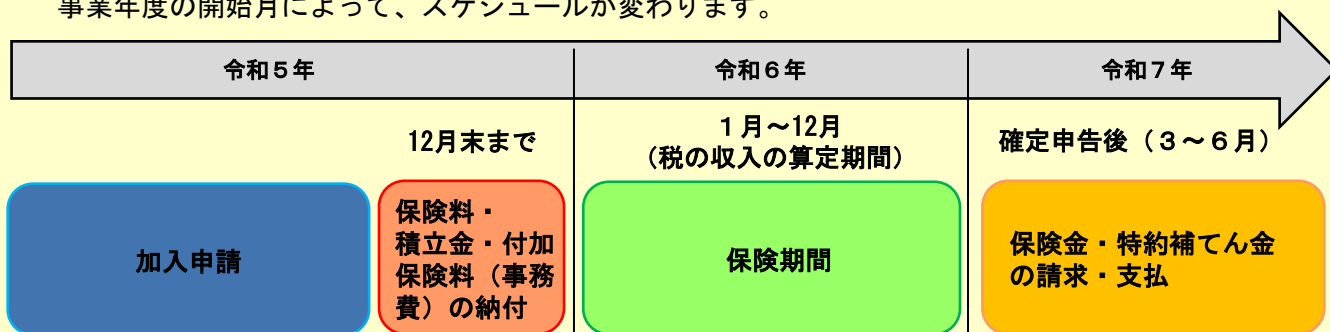 事業年度の開始月によって、スケジュールが変わります。
令和５年
令和６年
令和７年
12月末まで
１月～12月
（税の収入の算定期間）
確定申告後（３～６月）
加入申請
保険料・
積立金・付加
保険料（事務
費）の納付
保険期間
保険金・特約補てん金
の請求・支払